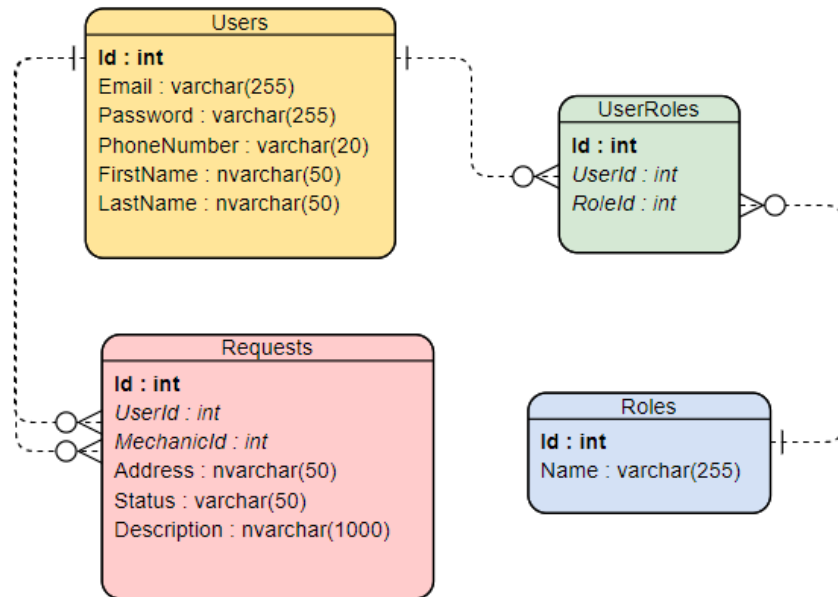 Users
Id : int
Email : varchar(255)
Password : varchar(255)
PhoneNumber : varchar(20)
FirstName : nvarchar(50)
LastName : nvarchar(50)
UserRoles
Id : int
UserId : int
RoleId : int
Requests
Id : int
UserId : int
MechanicId : int
Address : nvarchar(50)
Status : varchar(50)
Description : nvarchar(1000)
Roles
Id : int
Name : varchar(255)